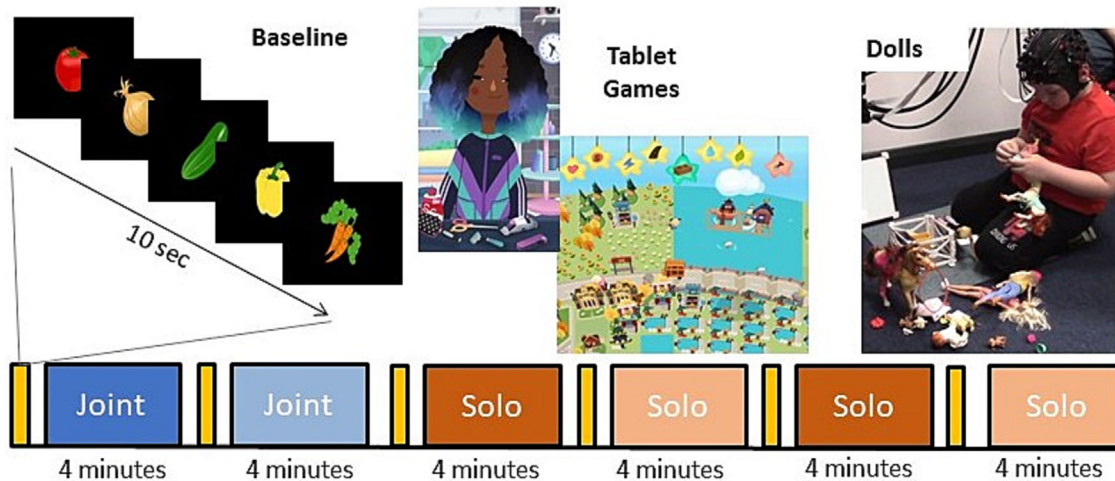 Baseline
Tablet
Games
Dolls
10 sec
Joint
Joint
Solo
Solo
Solo
Solo
4 minutes
4 minutes
4 minutes
4 minutes
4 minutes
4 minutes